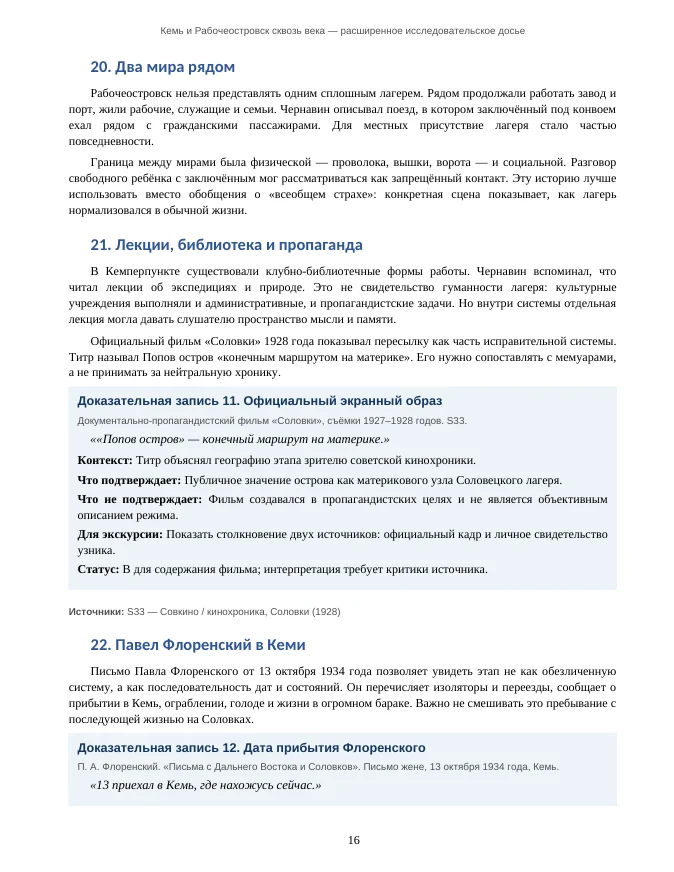 Кемь и Рабочеостровск сквозь века — расширенное исследовательское досье
20. Два мира рядом
Рабочеостровск нельзя представлять одним сплошным лагерем. Рядом продолжали работать завод и
порт, жили рабочие, служащие и семьи. Чернавин описывал поезд, в котором заключённый под конвоем
ехал рядом с гражданскими пассажирами. Для местных присутствие лагеря стало частью
повседневности.
Граница между мирами была физической — проволока, вышки, ворота — и социальной. Разговор
свободного ребёнка с заключённым мог рассматриваться как запрещённый контакт. Эту историю лучше
использовать вместо обобщения о «всеобщем страхе»: конкретная сцена показывает, как лагерь
нормализовался в обычной жизни.
21. Лекции, библиотека и пропаганда
В Кемперпункте существовали клубно-библиотечные формы работы. Чернавин вспоминал, что
читал лекции об экспедициях и природе. Это не свидетельство гуманности лагеря: культурные
учреждения выполняли и административные, и пропагандистские задачи. Но внутри системы отдельная
лекция могла давать слушателю пространство мысли и памяти.
Официальный фильм «Соловки» 1928 года показывал пересылку как часть исправительной системы.
Титр называл Попов остров «конечным маршрутом на материке». Его нужно сопоставлять с мемуарами,
а не принимать за нейтральную хронику.
Доказательная запись 11. Официальный экранный образ
Документально-пропагандистский фильм «Соловки», съёмки 1927–1928 годов. S33.
««Попов остров» — конечный маршрут на материке.»
Контекст: Титр объяснял географию этапа зрителю советской кинохроники.
Что подтверждает: Публичное значение острова как материкового узла Соловецкого лагеря.
Что не подтверждает: Фильм создавался в пропагандистских целях и не является объективным
описанием режима.
Для экскурсии: Показать столкновение двух источников: официальный кадр и личное свидетельство
узника.
Статус: B для содержания фильма; интерпретация требует критики источника.
Источники: S33 — Совкино / кинохроника, Соловки (1928)
22. Павел Флоренский в Кеми
Письмо Павла Флоренского от 13 октября 1934 года позволяет увидеть этап не как обезличенную
систему, а как последовательность дат и состояний. Он перечисляет изоляторы и переезды, сообщает о
прибытии в Кемь, ограблении, голоде и жизни в огромном бараке. Важно не смешивать это пребывание с
последующей жизнью на Соловках.
Доказательная запись 12. Дата прибытия Флоренского
П. А. Флоренский. «Письма с Дальнего Востока и Соловков». Письмо жене, 13 октября 1934 года, Кемь.
«13 приехал в Кемь, где нахожусь сейчас.»
16